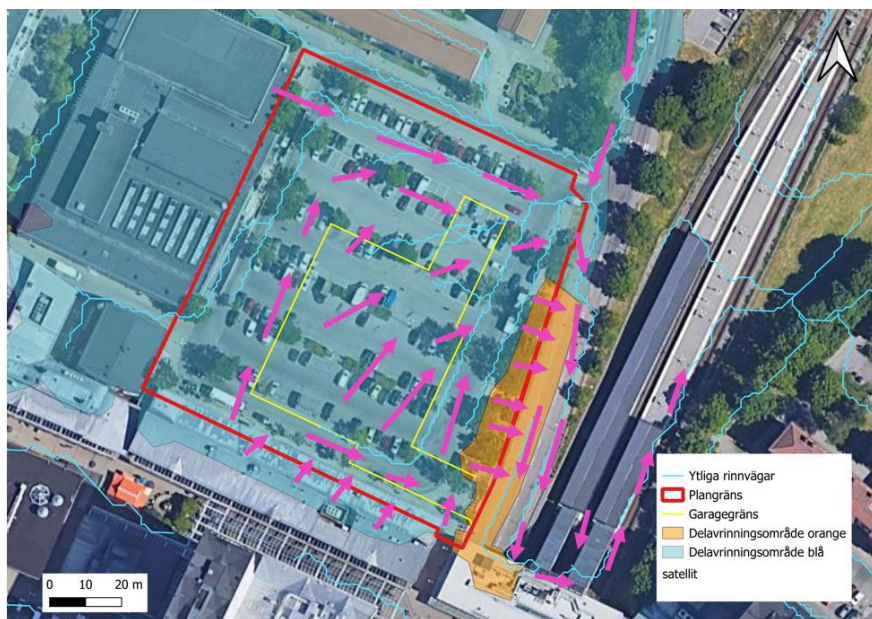 Ytliga rinnvägar
Plangräns
Garagegräns
Delavrinningsområde orange
Delavrinningsområde blå
satellit
0 10 20 m